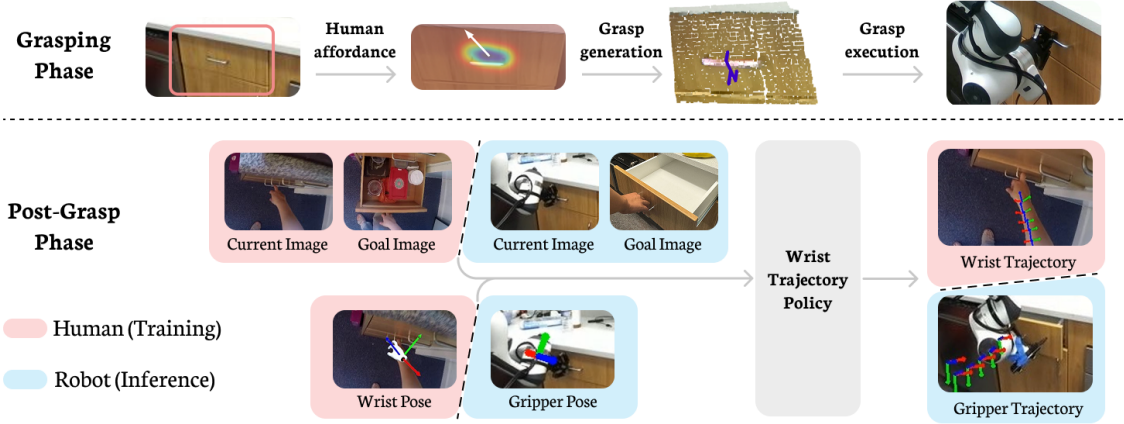 Grasping
Phase
Human
affordance
Grasp
generation
Grasp
execution
Post-Grasp
Phase
Current Image
Goal Image
Current Image
Goal Image
Wrist
Trajectory
Policy
Wrist Trajectory
Human (Training)
Robot (Inference)
Wrist Pose
Gripper Pose
Gripper Trajectory